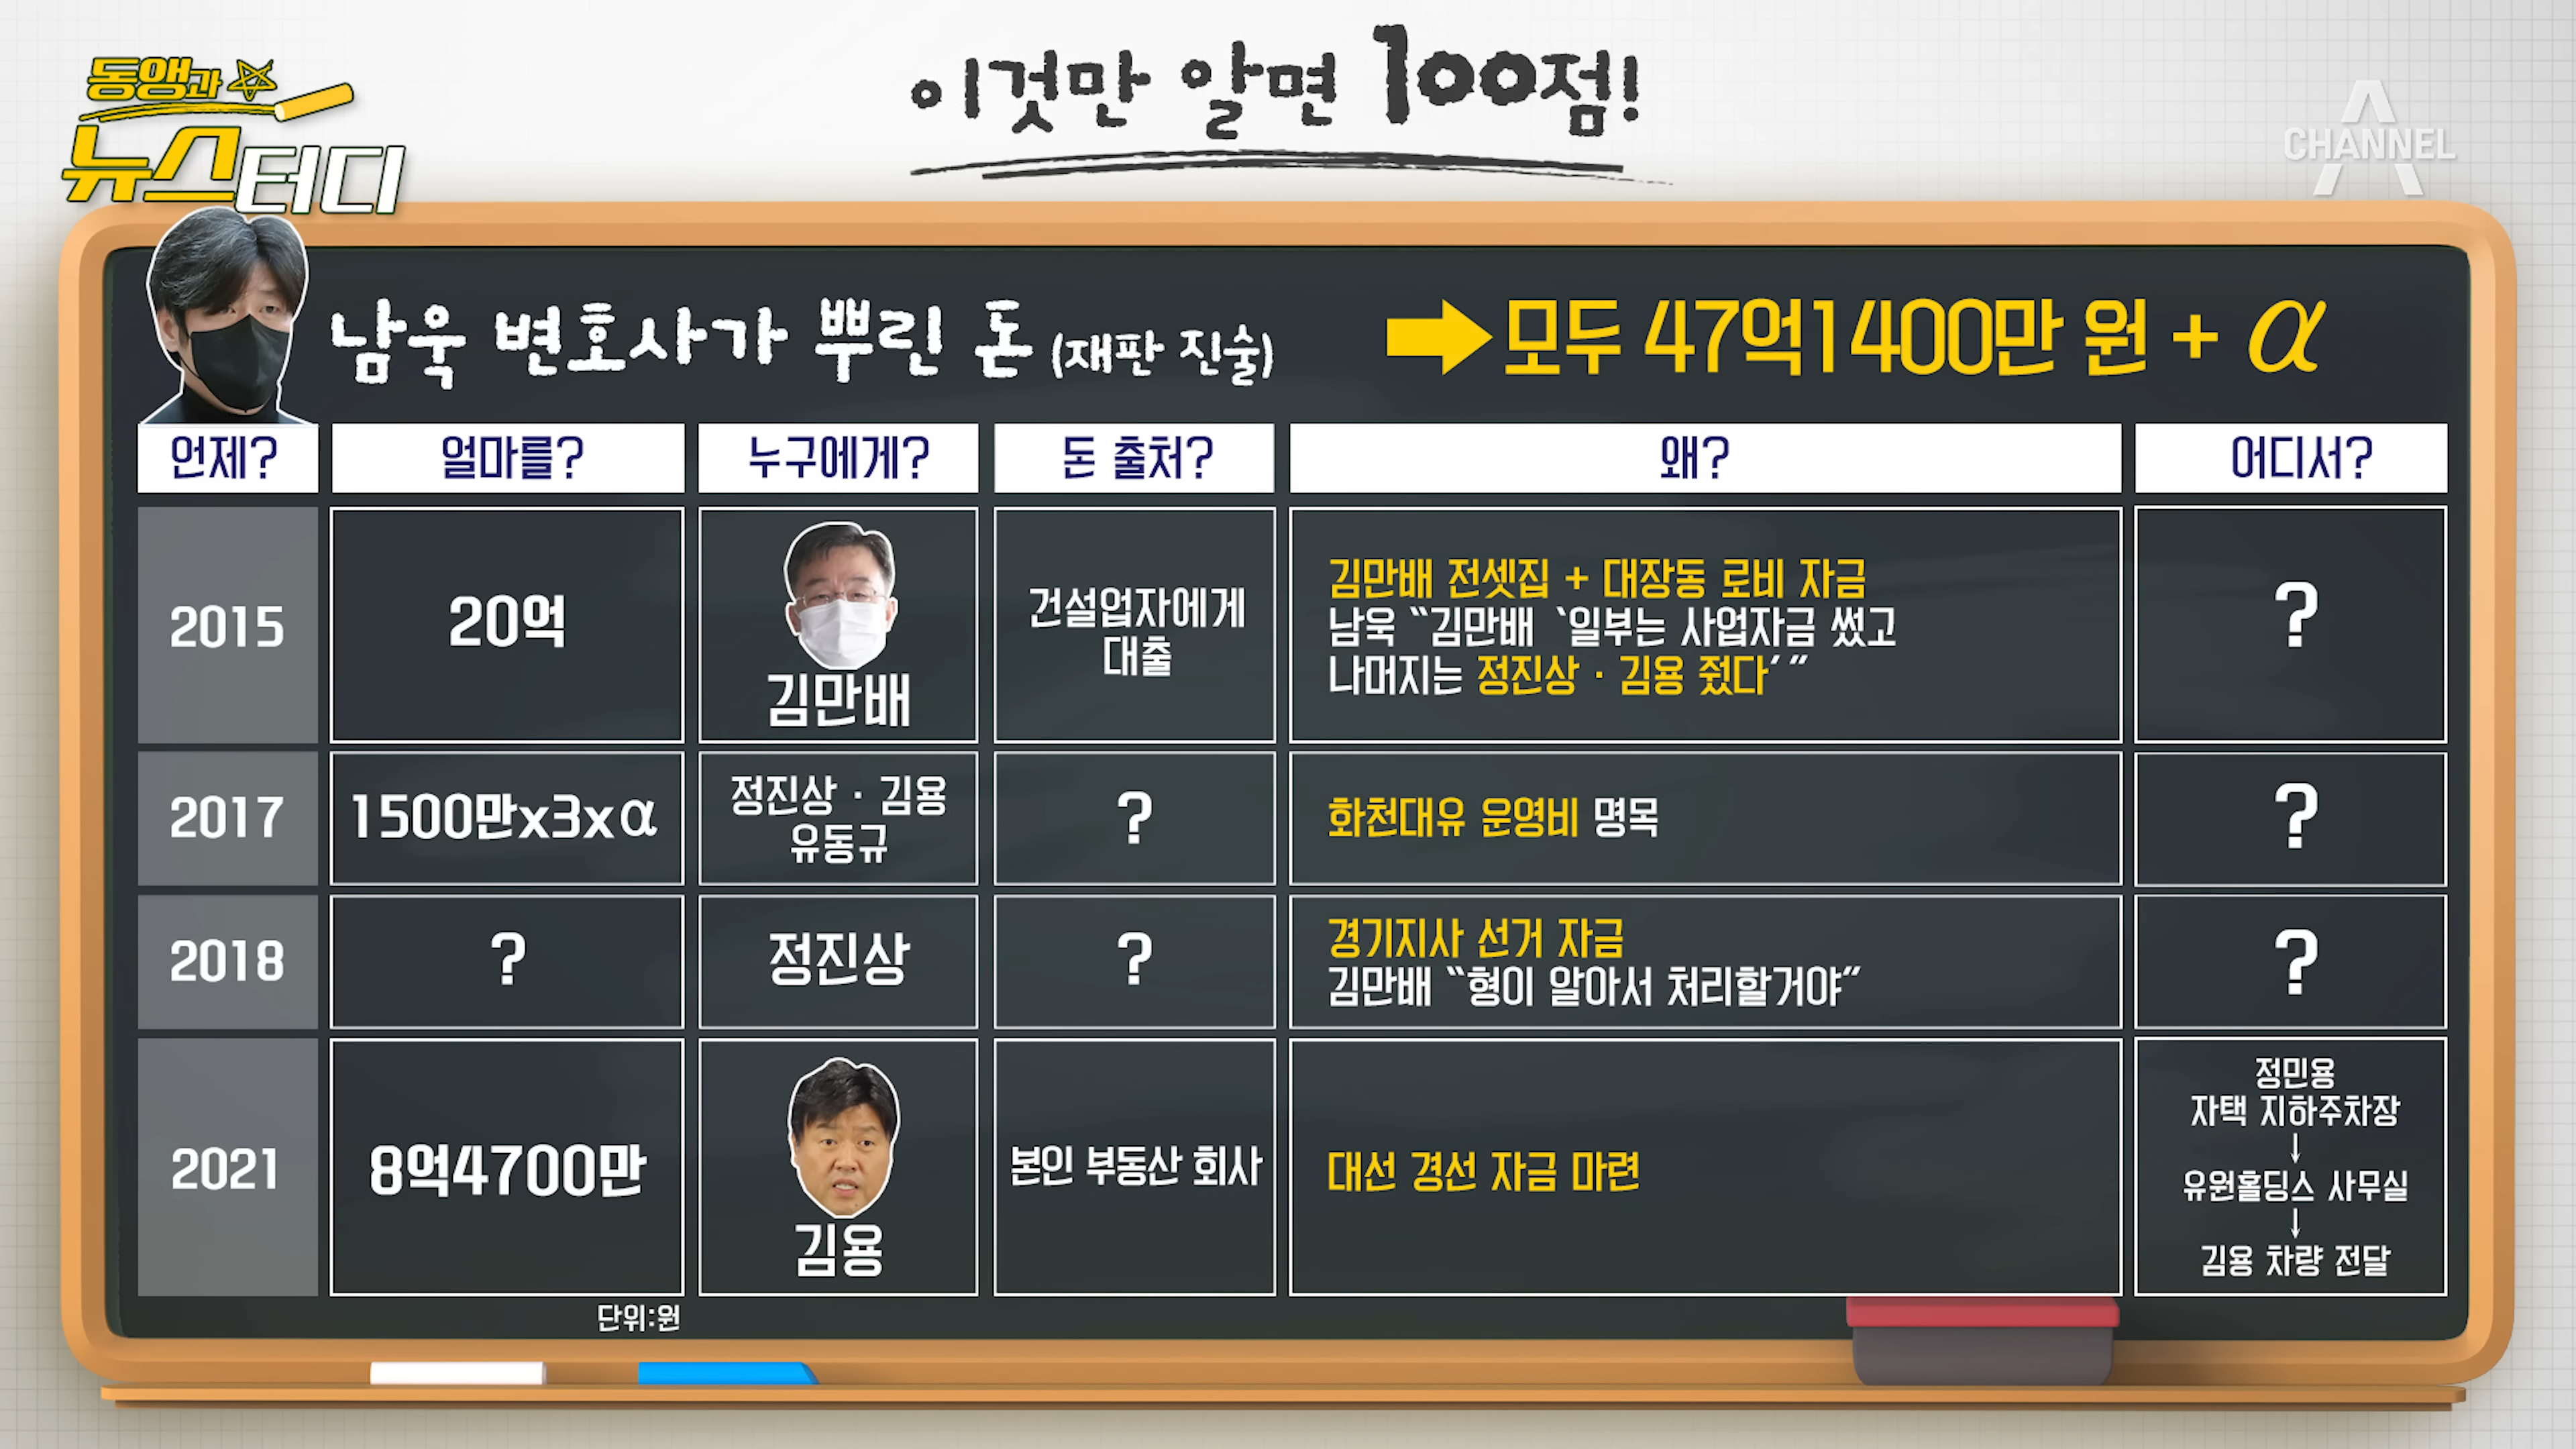 동앵과
뉴스터디
이것만 알면 100점!
CHANNEL A
남욱 변호사가 뿌린 돈 (재판 진술)
모두 47억1400만 원 + α
언제? 얼마를? 누구에게? 돈 출처? 왜? 어디서?
2015
20억
김만배
건설업자에게
대출
김만배 전셋집 + 대장동 로비 자금
남욱 “김만배 ‘일부는 사업자금 썼고
나머지는 정진상 · 김용 줬다’”
?
2017
1500만x3xα
정진상 · 김용
유동규
?
화천대유 운영비 명목
?
2018
?
정진상
?
경기지사 선거 자금
김만배 “형이 알아서 처리할거야”
?
2021
8억4700만
김용
본인 부동산 회사
대선 경선 자금 마련
정민용
자택 지하주차장
↓
유원홀딩스 사무실
↓
김용 차량 전달
단위:원